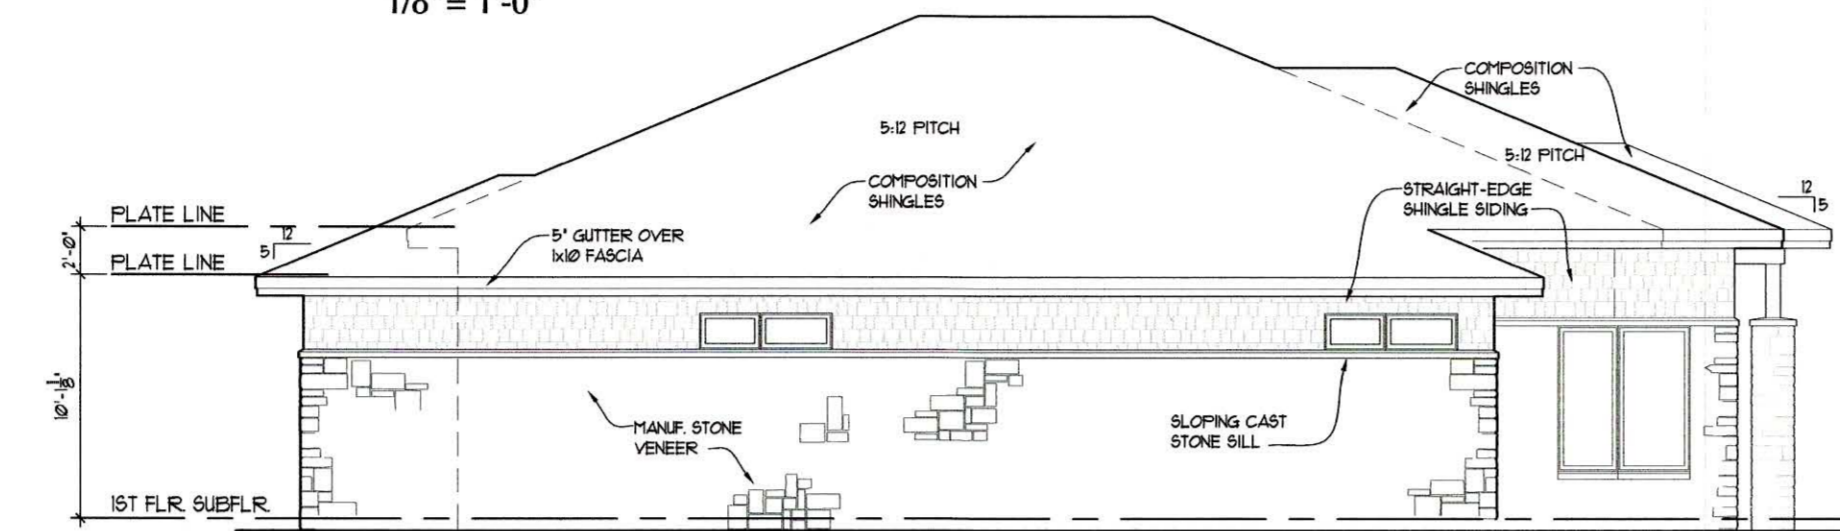 1/8" = 1'-0"
COMPOSITION
SHINGLES
5:12 PITCH
5:12 PITCH
COMPOSITION
SHINGLES
STRAIGHT-EDGE
SHINGLE SIDING
12
5
PLATE LINE
12
5
5" GUTTER OVER
1x10 FASCIA
2'-0"
PLATE LINE
10'-1 1/8"
MANUF. STONE
VENEER
SLOPING CAST
STONE SILL
1ST FLR. SUBFLR.